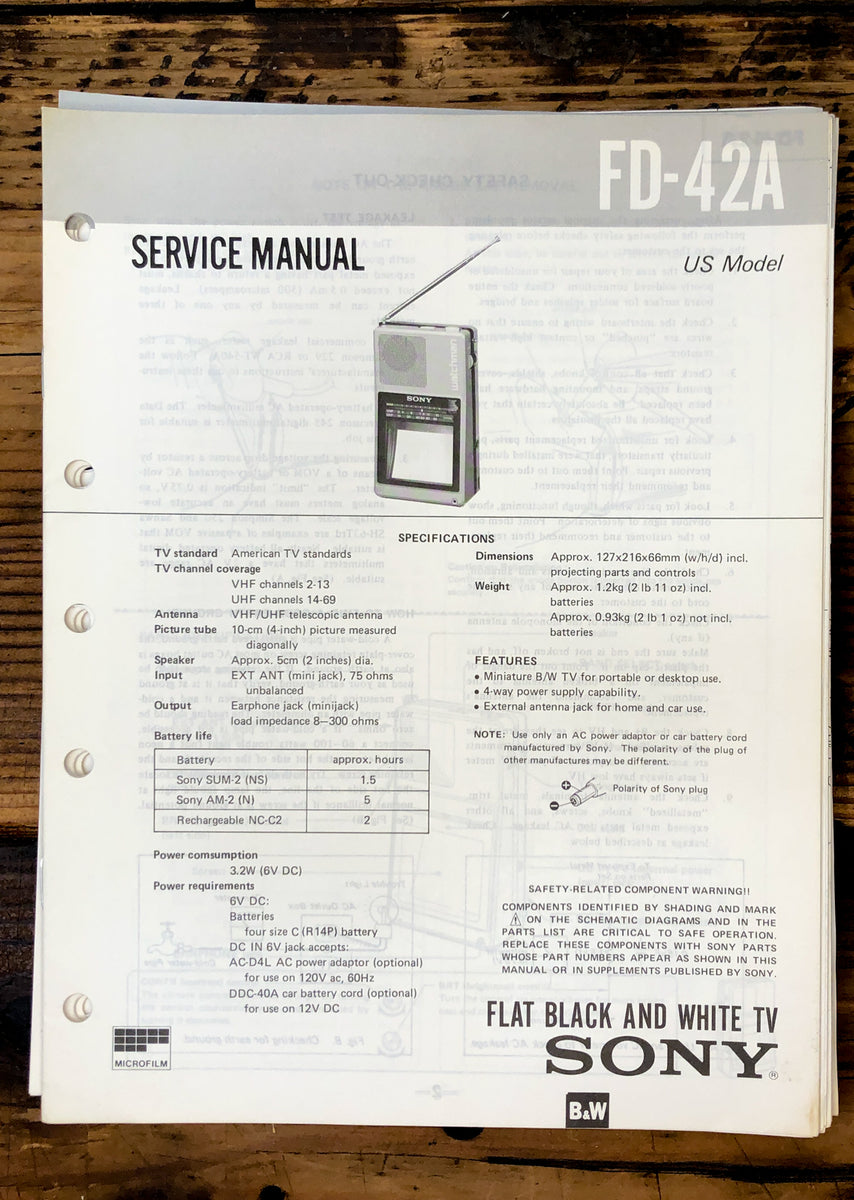 FD-42A
SERVICE MANUAL
US Model
watchman
SONY
SPECIFICATIONS
TV standard American TV standards
TV channel coverage
VHF channels 2-13
UHF channels 14-69
Antenna VHF/UHF telescopic antenna
Picture tube 10-cm (4-inch) picture measured
diagonally
Speaker Approx. 5cm (2 inches) dia.
Input EXT ANT (mini jack), 75 ohms
unbalanced
Output Earphone jack (minijack)
load impedance 8–300 ohms
Battery life
Battery approx. hours
Sony SUM-2 (NS) 1.5
Sony AM-2 (N) 5
Rechargeable NC-C2 2
Power comsumption
3.2W (6V DC)
Power requirements
6V DC:
Batteries
four size C (R14P) battery
DC IN 6V jack accepts:
AC-D4L AC power adaptor (optional)
for use on 120V ac, 60Hz
DDC-40A car battery cord (optional)
for use on 12V DC
MICROFILM
Dimensions Approx. 127x216x66mm (w/h/d) incl.
projecting parts and controls
Weight Approx. 1.2kg (2 lb 11 oz) incl.
batteries
Approx. 0.93kg (2 lb 1 oz) not incl.
batteries
FEATURES
• Miniature B/W TV for portable or desktop use.
• 4-way power supply capability.
• External antenna jack for home and car use.
NOTE: Use only an AC power adaptor or car battery cord
manufactured by Sony. The polarity of the plug of
other manufactures may be different.
Polarity of Sony plug
SAFETY-RELATED COMPONENT WARNING!!
COMPONENTS IDENTIFIED BY SHADING AND MARK
⚠ ON THE SCHEMATIC DIAGRAMS AND IN THE
PARTS LIST ARE CRITICAL TO SAFE OPERATION.
REPLACE THESE COMPONENTS WITH SONY PARTS
WHOSE PART NUMBERS APPEAR AS SHOWN IN THIS
MANUAL OR IN SUPPLEMENTS PUBLISHED BY SONY.
FLAT BLACK AND WHITE TV
SONY®
B&W